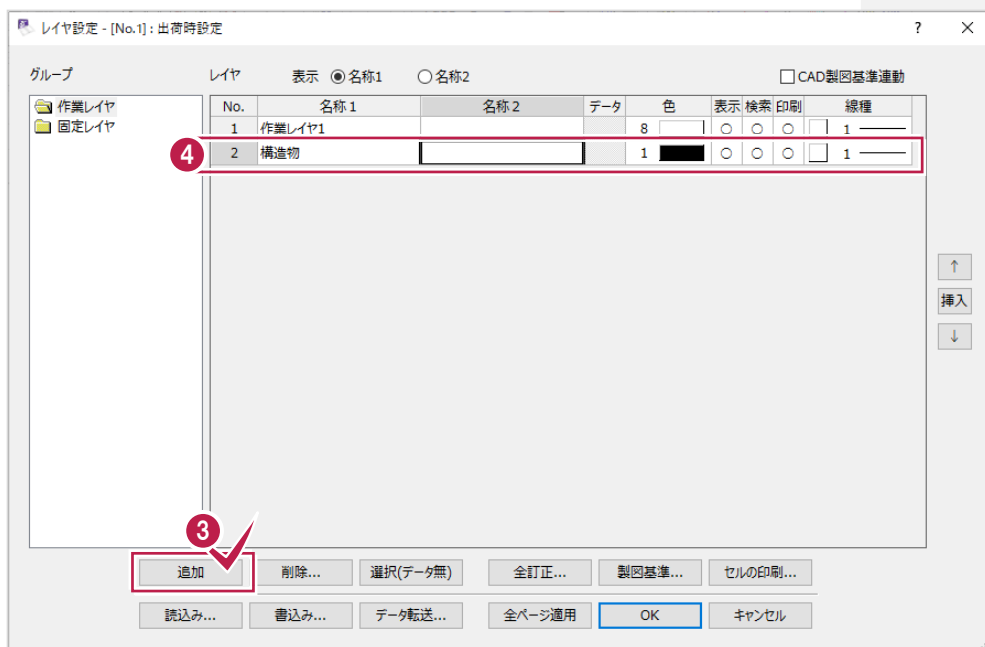 レイヤ設定 - [No.1] : 出荷時設定 ? ×
グループ レイヤ 表示 ◉名称1 ○名称2 □CAD製図基準連動
作業レイヤ
固定レイヤ
No. 名称1 名称2 データ 色 表示 検索 印刷 線種
1 作業レイヤ1 8 ○ ○ ○ 1
4 2 構造物 1 ○ ○ ○ 1
↑
挿入
↓
3
追加 削除... 選択(データ無) 全訂正... 製図基準... セルの印刷...
読込み... 書込み... データ転送... 全ページ適用 OK キャンセル